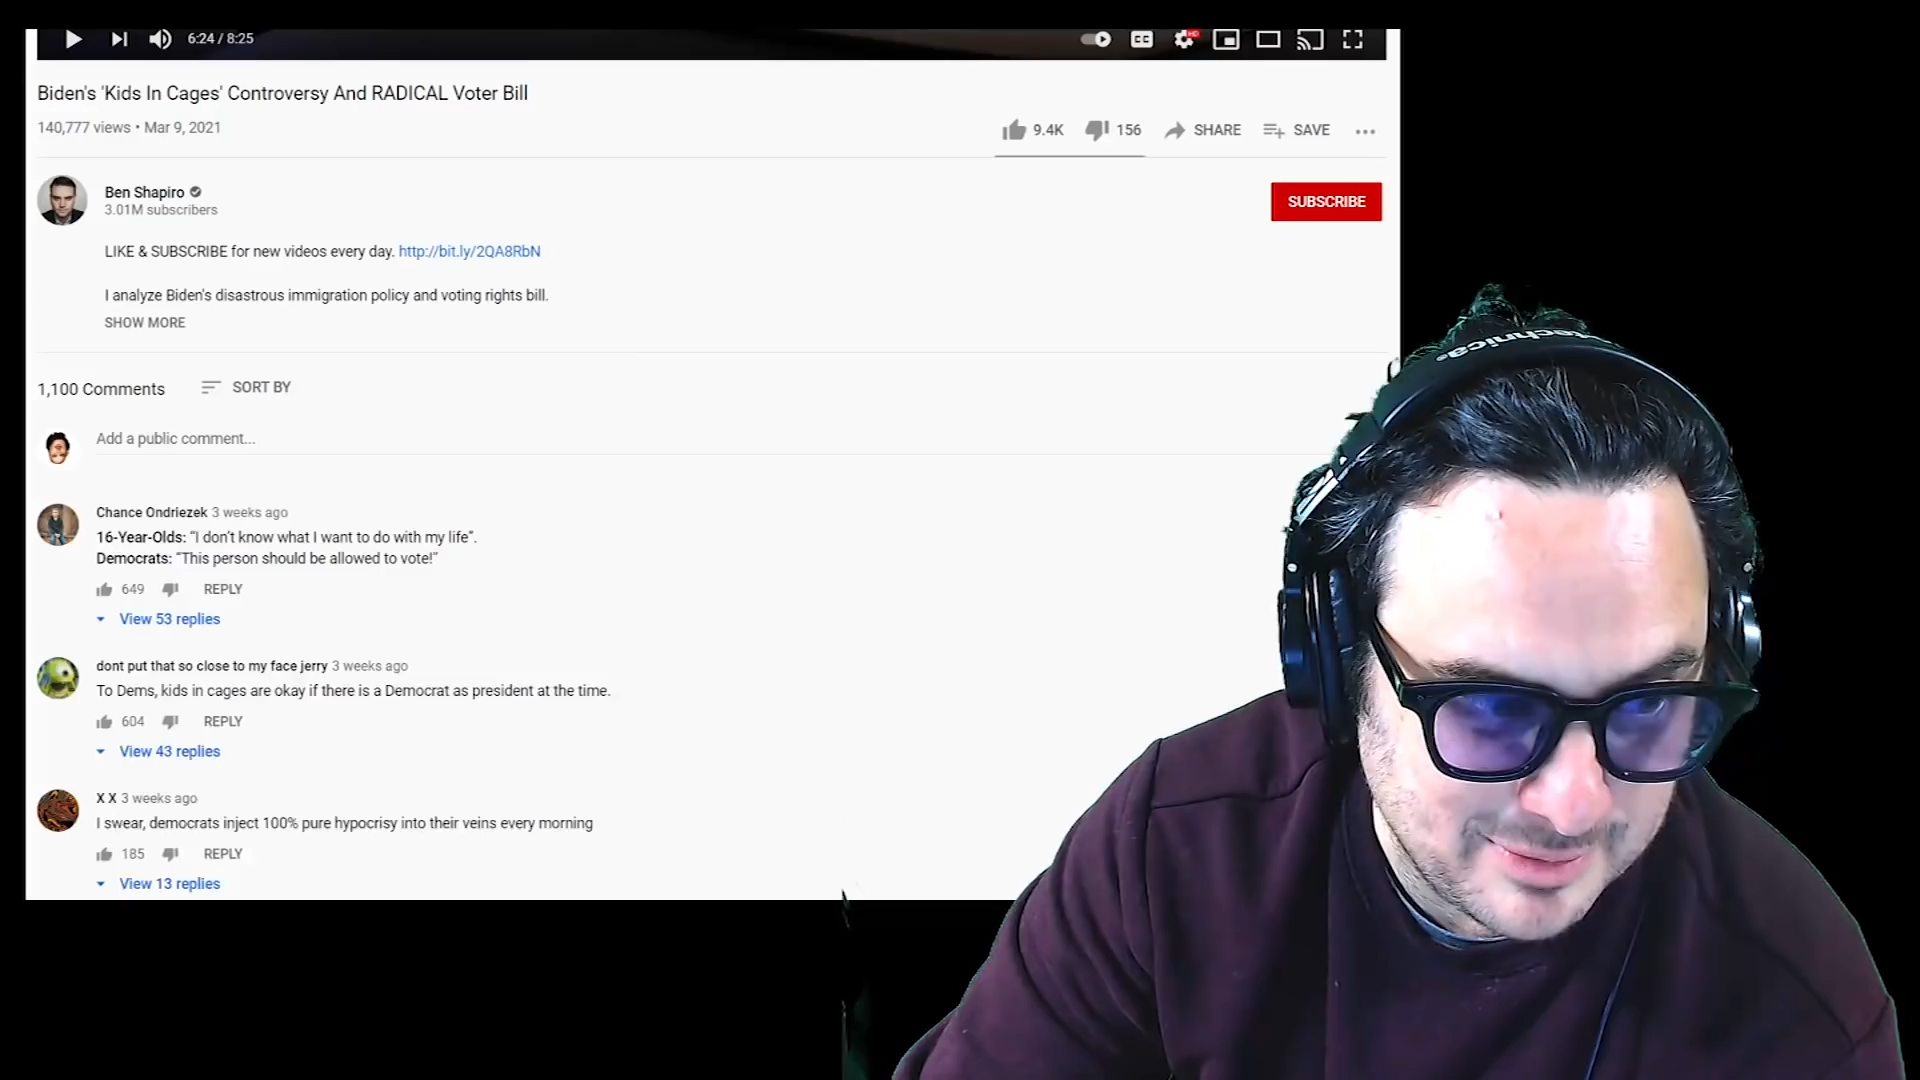 6:24 / 8:25
CC
HD
Biden's 'Kids In Cages' Controversy And RADICAL Voter Bill
140,777 views • Mar 9, 2021
9.4K
156
SHARE
SAVE
Ben Shapiro
3.01M subscribers
SUBSCRIBE
LIKE & SUBSCRIBE for new videos every day. http://bit.ly/2QA8RbN
I analyze Biden's disastrous immigration policy and voting rights bill.
SHOW MORE
1,100 Comments
SORT BY
Add a public comment...
Chance Ondriezek 3 weeks ago
16-Year-Olds: “I don’t know what I want to do with my life”.
Democrats: “This person should be allowed to vote!”
649
REPLY
View 53 replies
dont put that so close to my face jerry 3 weeks ago
To Dems, kids in cages are okay if there is a Democrat as president at the time.
604
REPLY
View 43 replies
X X 3 weeks ago
I swear, democrats inject 100% pure hypocrisy into their veins every morning
185
REPLY
View 13 replies
technica